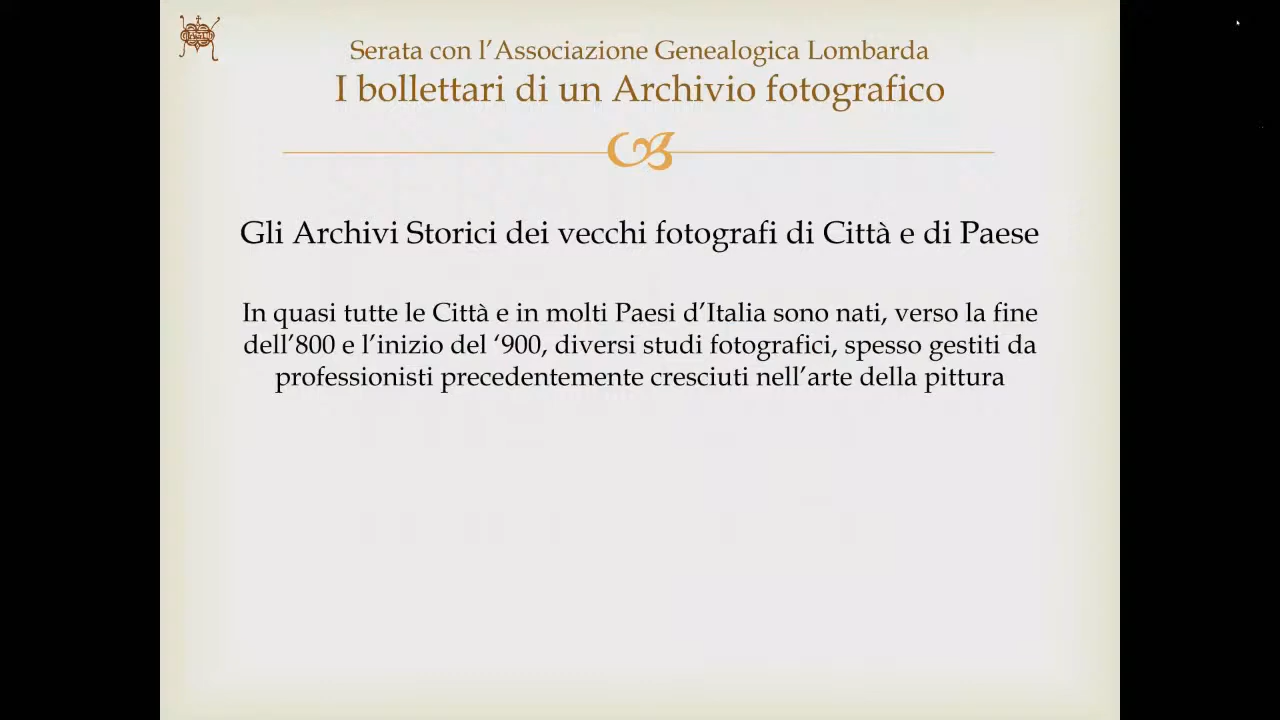 Serata con l’Associazione Genealogica Lombarda
I bollettari di un Archivio fotografico
Gli Archivi Storici dei vecchi fotografi di Città e di Paese
In quasi tutte le Città e in molti Paesi d’Italia sono nati, verso la fine
dell’800 e l’inizio del ‘900, diversi studi fotografici, spesso gestiti da
professionisti precedentemente cresciuti nell’arte della pittura